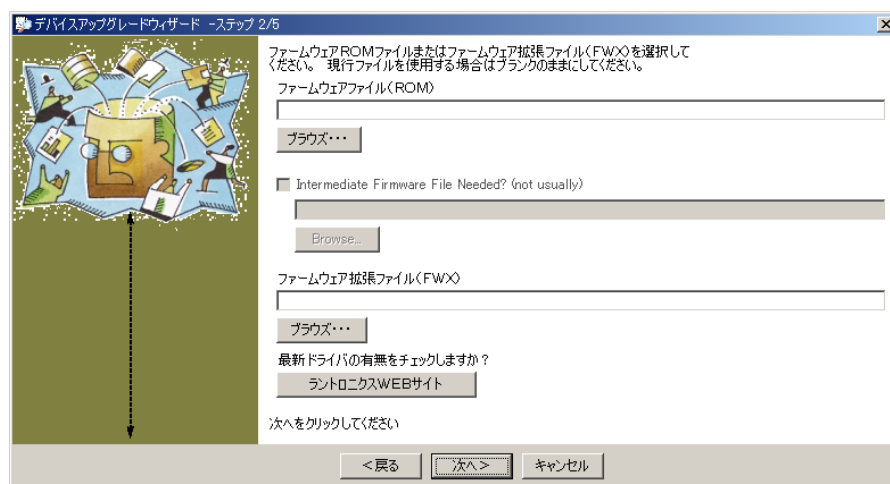 デバイスアップグレードウィザード -ステップ 2/5
ファームウェアROMファイルまたはファームウェア拡張ファイル(FWX)を選択して
ください。 現行ファイルを使用する場合はブランクのままにしてください。
ファームウェアファイル(ROM)
ブラウズ・・・
Intermediate Firmware File Needed? (not usually)
Browse...
ファームウェア拡張ファイル(FWX)
ブラウズ・・・
最新ドライバの有無をチェックしますか?
ラントロニクスWEBサイト
次へをクリックしてください
<戻る 次へ> キャンセル